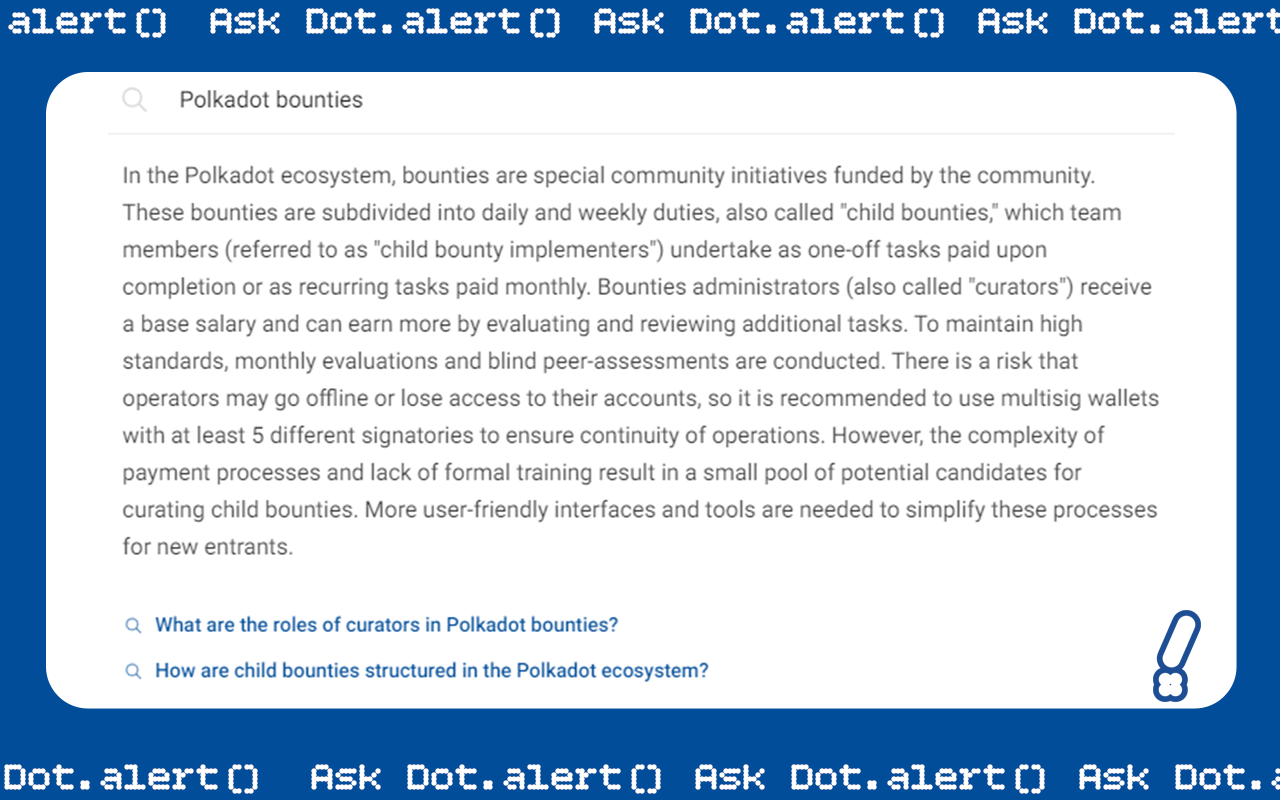 alert() Ask Dot.alert() Ask Dot.alert() Ask Dot.alert
Polkadot bounties
In the Polkadot ecosystem, bounties are special community initiatives funded by the community.
These bounties are subdivided into daily and weekly duties, also called "child bounties," which team
members (referred to as "child bounty implementers") undertake as one-off tasks paid upon
completion or as recurring tasks paid monthly. Bounties administrators (also called "curators") receive
a base salary and can earn more by evaluating and reviewing additional tasks. To maintain high
standards, monthly evaluations and blind peer-assessments are conducted. There is a risk that
operators may go offline or lose access to their accounts, so it is recommended to use multisig wallets
with at least 5 different signatories to ensure continuity of operations. However, the complexity of
payment processes and lack of formal training result in a small pool of potential candidates for
curating child bounties. More user-friendly interfaces and tools are needed to simplify these processes
for new entrants.
What are the roles of curators in Polkadot bounties?
How are child bounties structured in the Polkadot ecosystem?
Dot.alert() Ask Dot.alert() Ask Dot.alert() Ask Dot.